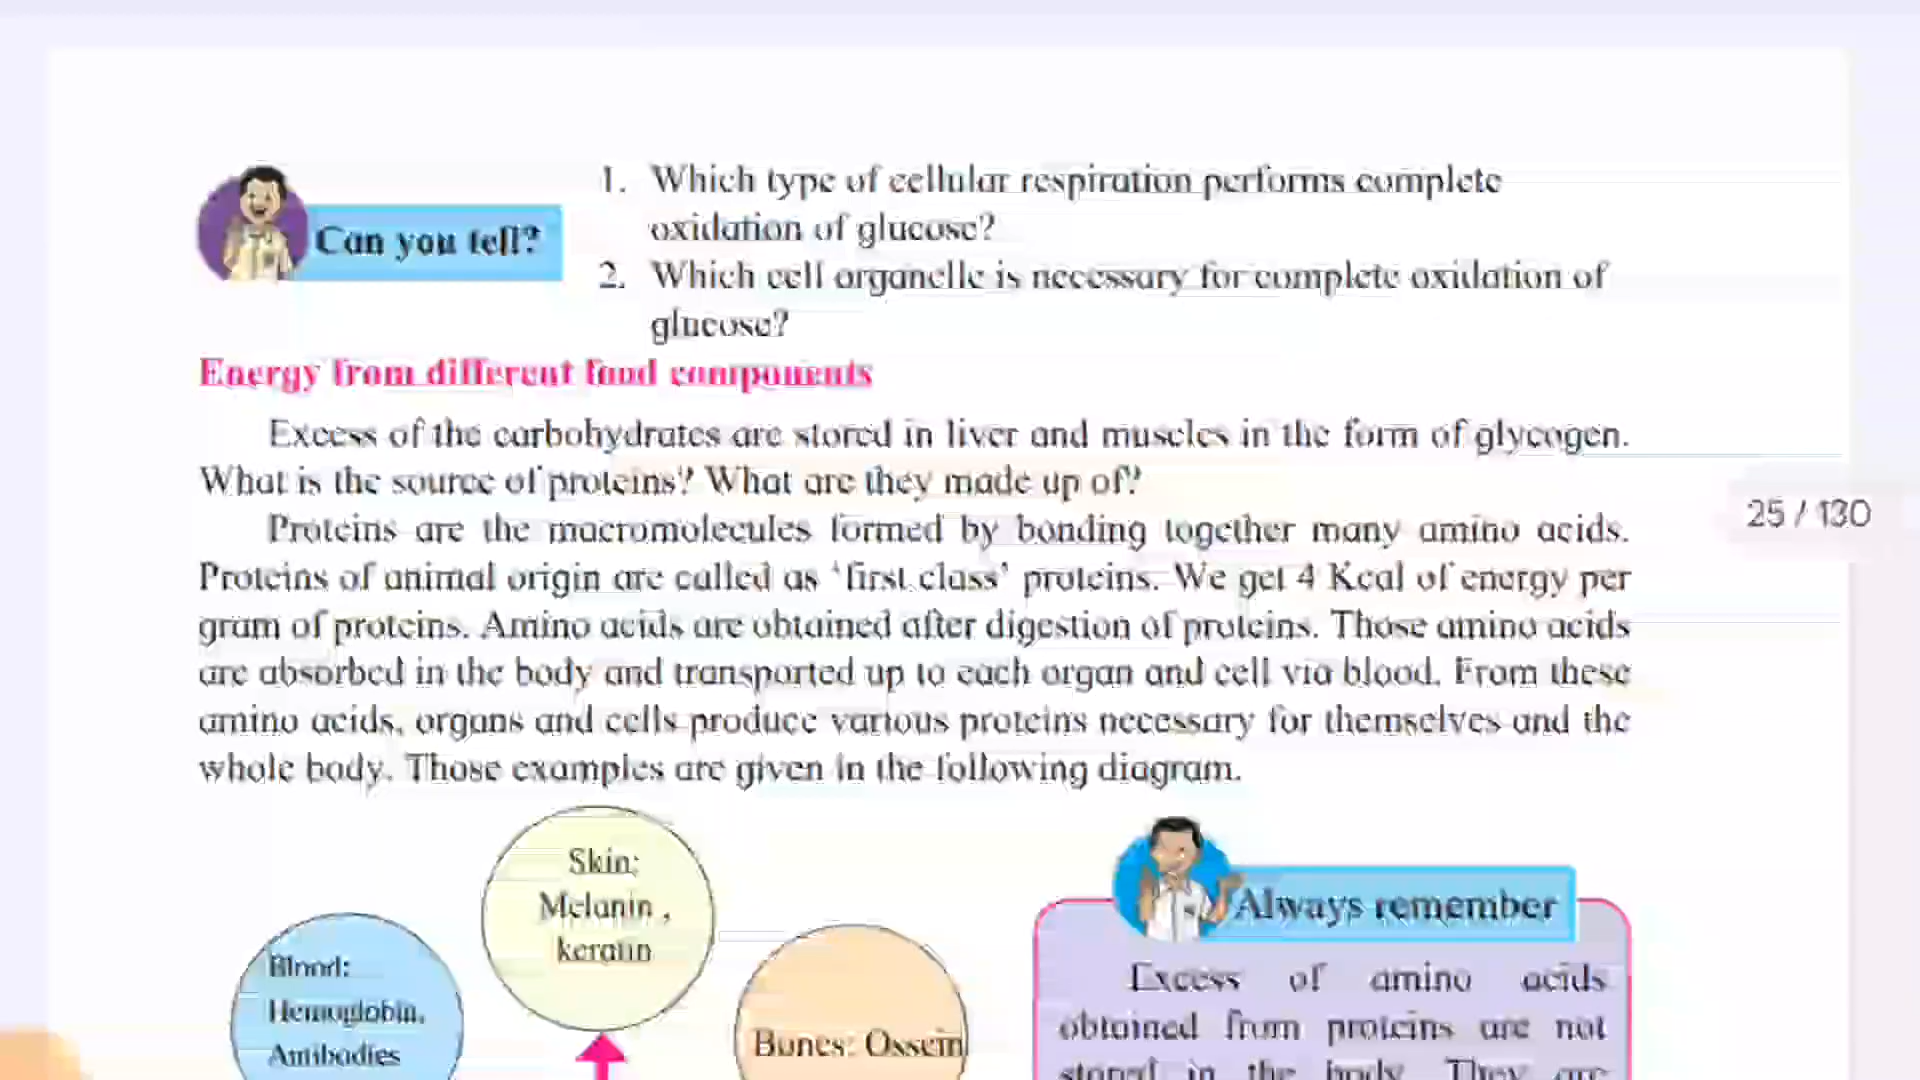 Can you tell?
1. Which type of cellular respiration performs complete
oxidation of glucose?
2. Which cell organelle is necessary for complete oxidation of
glucose?
Energy from different food components
Excess of the carbohydrates are stored in liver and muscles in the form of glycogen.
What is the source of proteins? What are they made up of?
Proteins are the macromolecules formed by bonding together many amino acids.
Proteins of animal origin are called as ‘first class’ proteins. We get 4 Kcal of energy per
gram of proteins. Amino acids are obtained after digestion of proteins. Those amino acids
are absorbed in the body and transported up to each organ and cell via blood. From these
amino acids, organs and cells produce various proteins necessary for themselves and the
whole body. Those examples are given in the following diagram.
25 / 130
Skin:
Melanin ,
keratin
Blood:
Hemoglobin,
Antibodies
Bones: Ossein
Always remember
Excess of amino acids
obtained from proteins are not
stored in the body. They are